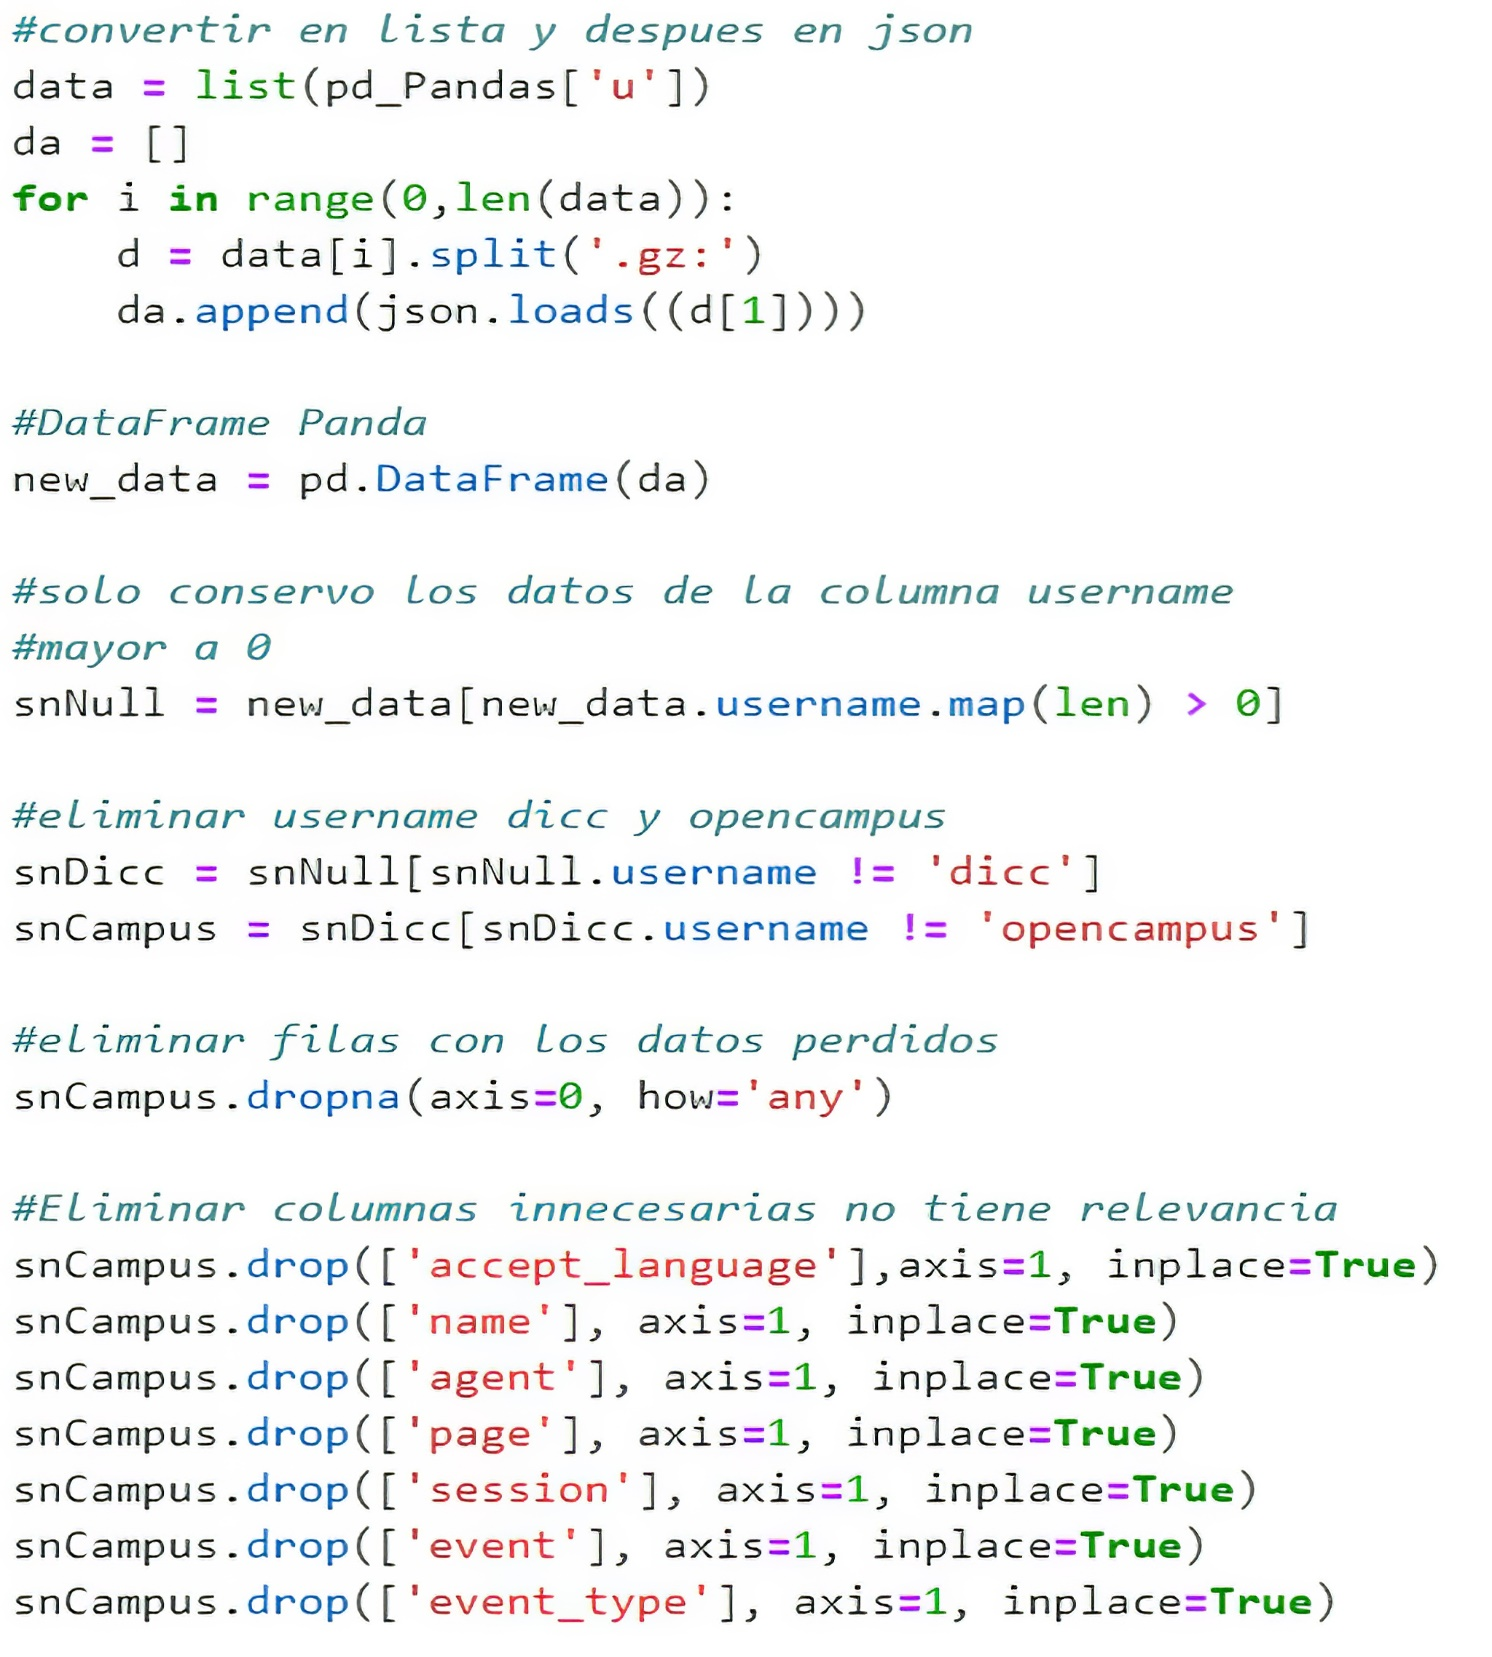 #convertir en lista y despues en json
data = list(pd_Pandas['u'])
da = []
for i in range(0,len(data)):
    d = data[i].split('.gz:')
    da.append(json.loads((d[1])))

#DataFrame Panda
new_data = pd.DataFrame(da)

#solo conservo los datos de la columna username
#mayor a 0
snNull = new_data[new_data.username.map(len) > 0]

#eliminar username dicc y opencampus
snDicc = snNull[snNull.username != 'dicc']
snCampus = snDicc[snDicc.username != 'opencampus']

#eliminar filas con los datos perdidos
snCampus.dropna(axis=0, how='any')

#Eliminar columnas innecesarias no tiene relevancia
snCampus.drop(['accept_language'],axis=1, inplace=True)
snCampus.drop(['name'], axis=1, inplace=True)
snCampus.drop(['agent'], axis=1, inplace=True)
snCampus.drop(['page'], axis=1, inplace=True)
snCampus.drop(['session'], axis=1, inplace=True)
snCampus.drop(['event'], axis=1, inplace=True)
snCampus.drop(['event_type'], axis=1, inplace=True)